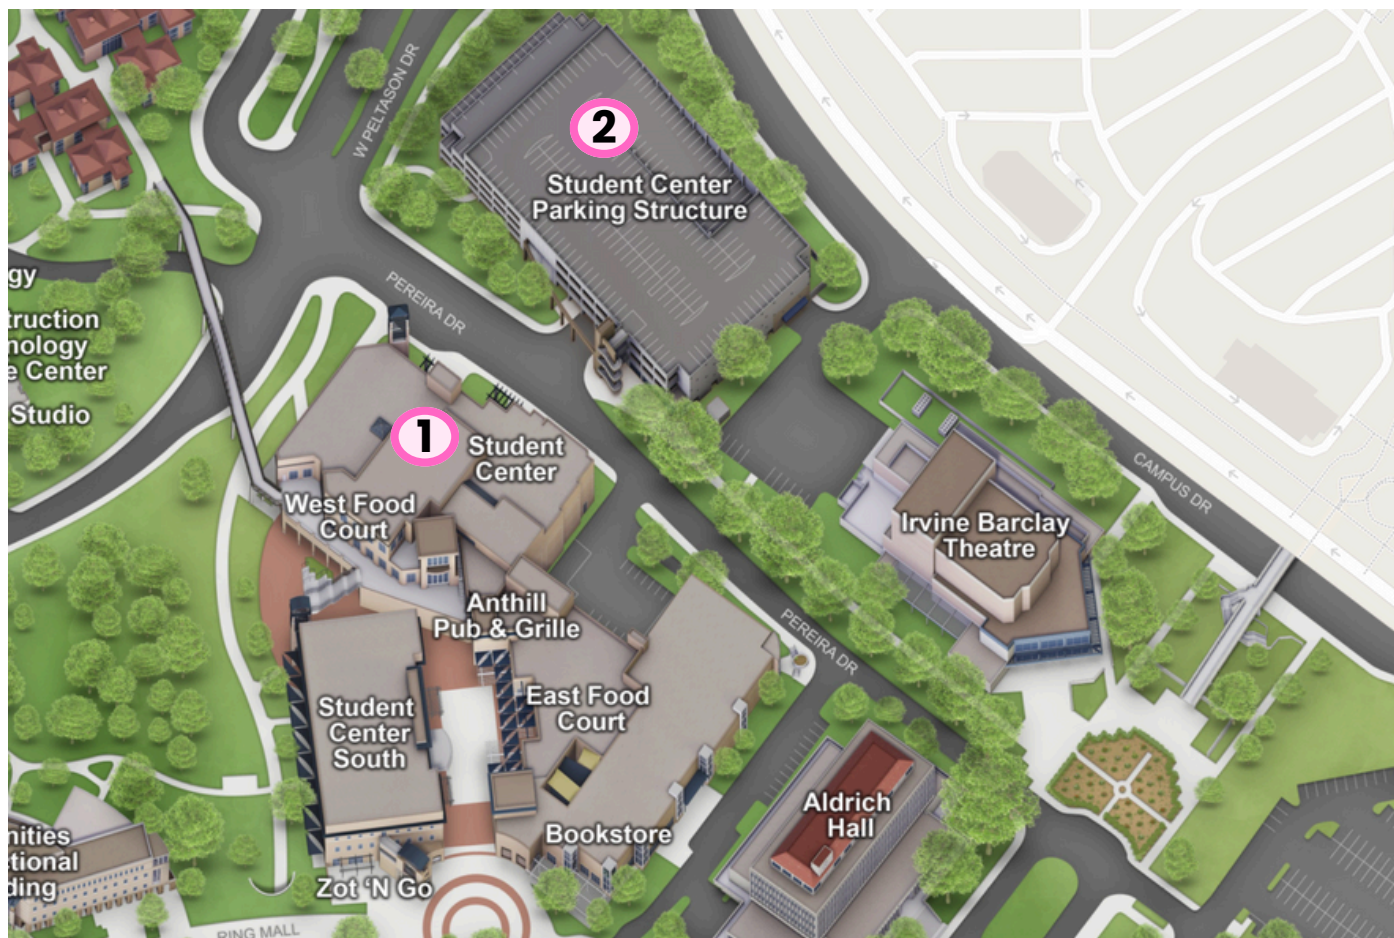 W PELTASON DR
2
Student Center
Parking Structure
gy
truction
nology
e Center
Studio
PEREIRA DR
1
Student
Center
West Food
Court
CAMPUS DR
Irvine Barclay
Theatre
Anthill
Pub & Grille
PEREIRA DR
East Food
Court
Student
Center
South
Aldrich
Hall
Bookstore
nities
ctional
ding
Zot 'N Go
RING MALL